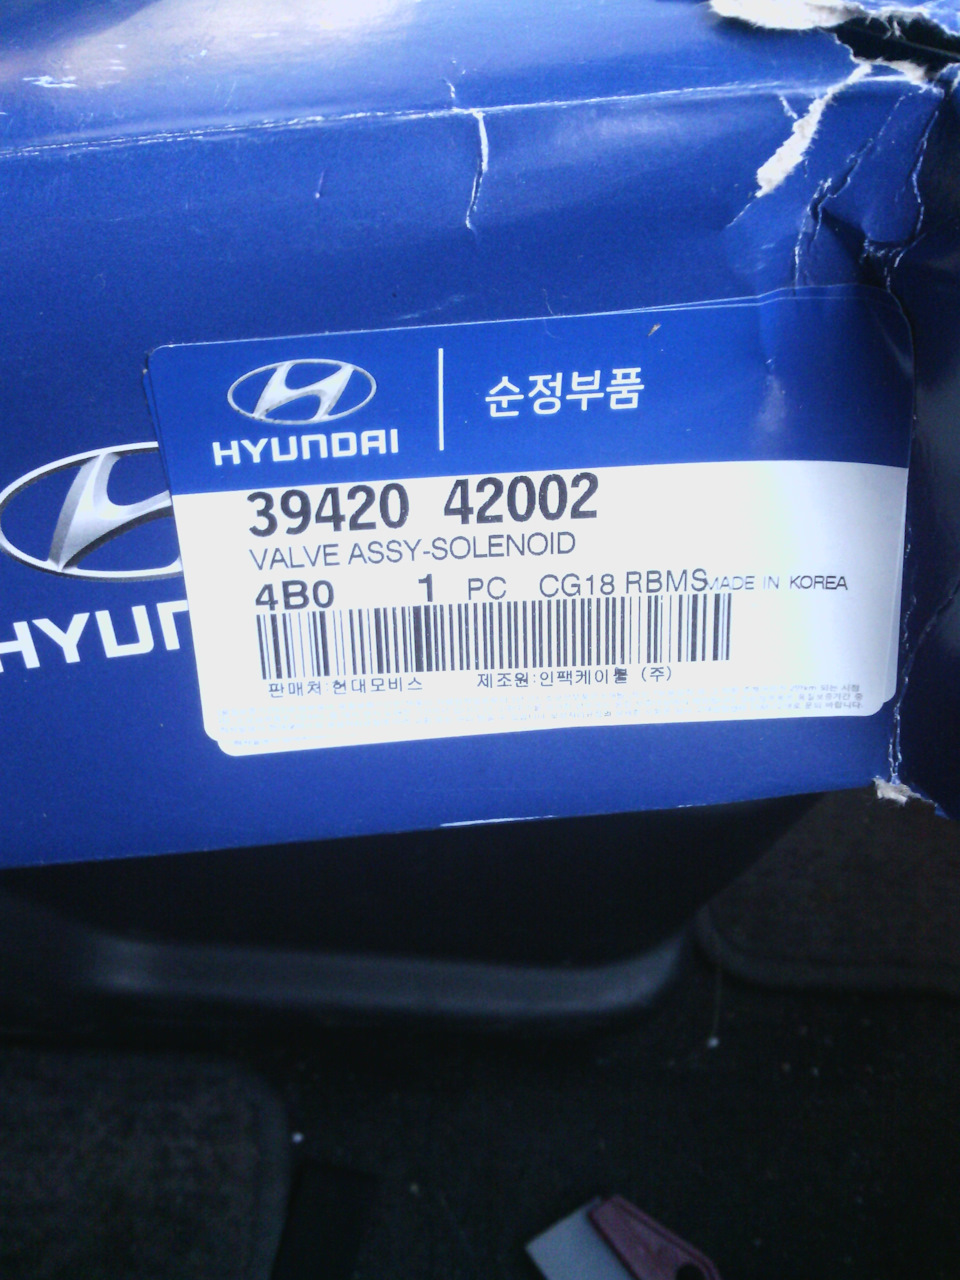 HYUNDAI
순정부품
39420 42002
VALVE ASSY-SOLENOID
4B0 1 PC CG18 RBMS MADE IN KOREA
판매처:현대모비스 제조원:인팩케이블 (주)
HYUN